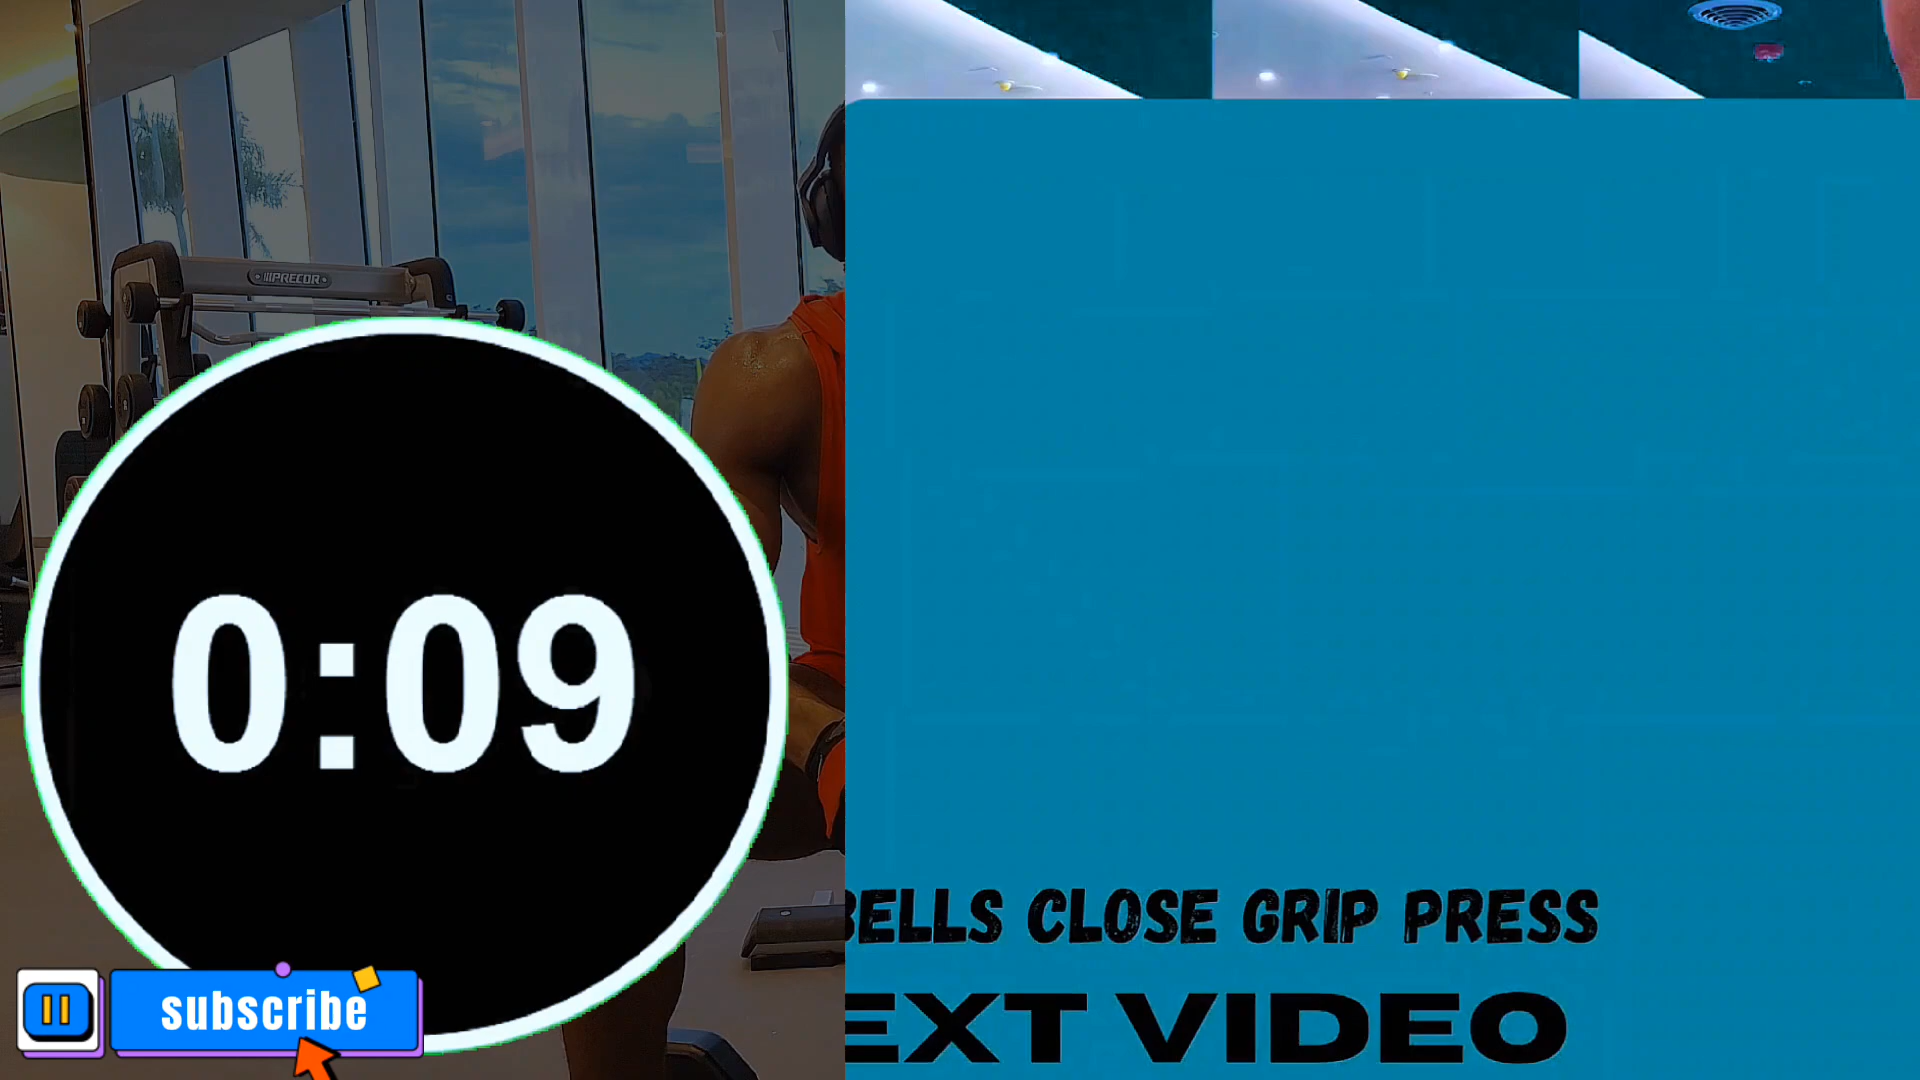 PRECOR
0:09
BELLS CLOSE GRIP PRESS
subscribe
EXT VIDEO